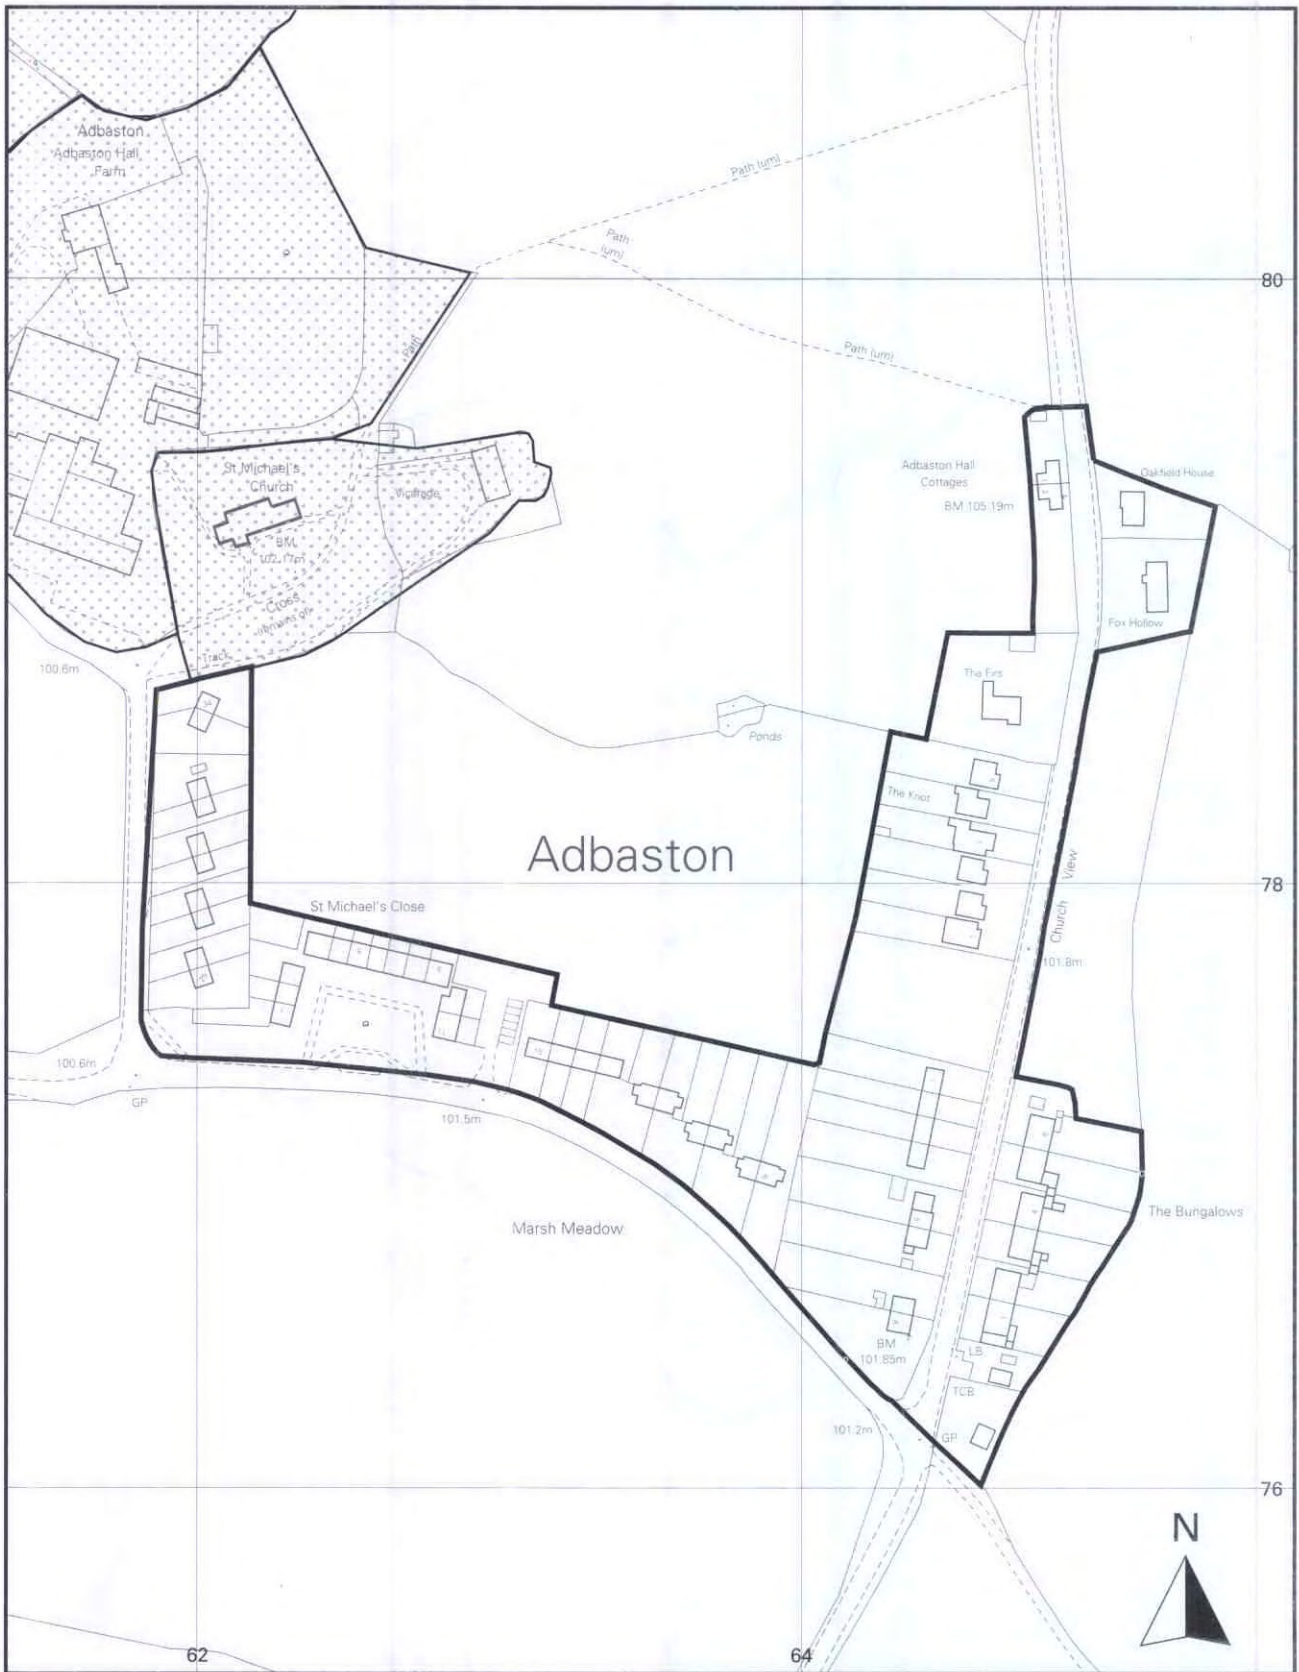 Adbaston
Adbaston Hall
Farm
Path (um)
Path
(um)
80
Path (um)
Path
St Michael's
Church
Vicarage
BM
102.17m
Cross
(remains of)
Track
100.6m
Adbaston Hall
Cottages
BM 105.19m
Oakfield House
Fox Hollow
The Firs
Ponds
The Knot
Adbaston
78
Church View
St Michael's Close
101.8m
100.6m
GP
101.5m
Marsh Meadow
The Bungalows
BM
101.85m
LB
TCB
101.2m
GP
76
N
62
64